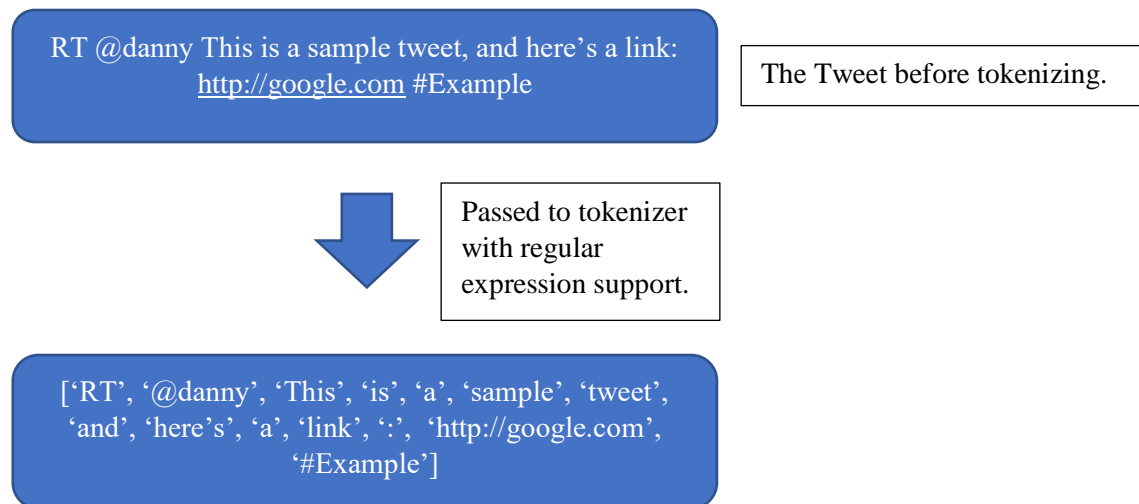 RT @danny This is a sample tweet, and here’s a link:
http://google.com #Example
The Tweet before tokenizing.
Passed to tokenizer
with regular
expression support.
[‘RT’, ‘@danny’, ‘This’, ‘is’, ‘a’, ‘sample’, ‘tweet’,
‘and’, ‘here’s’, ‘a’, ‘link’, ‘:’, ‘http://google.com’,
‘#Example’]